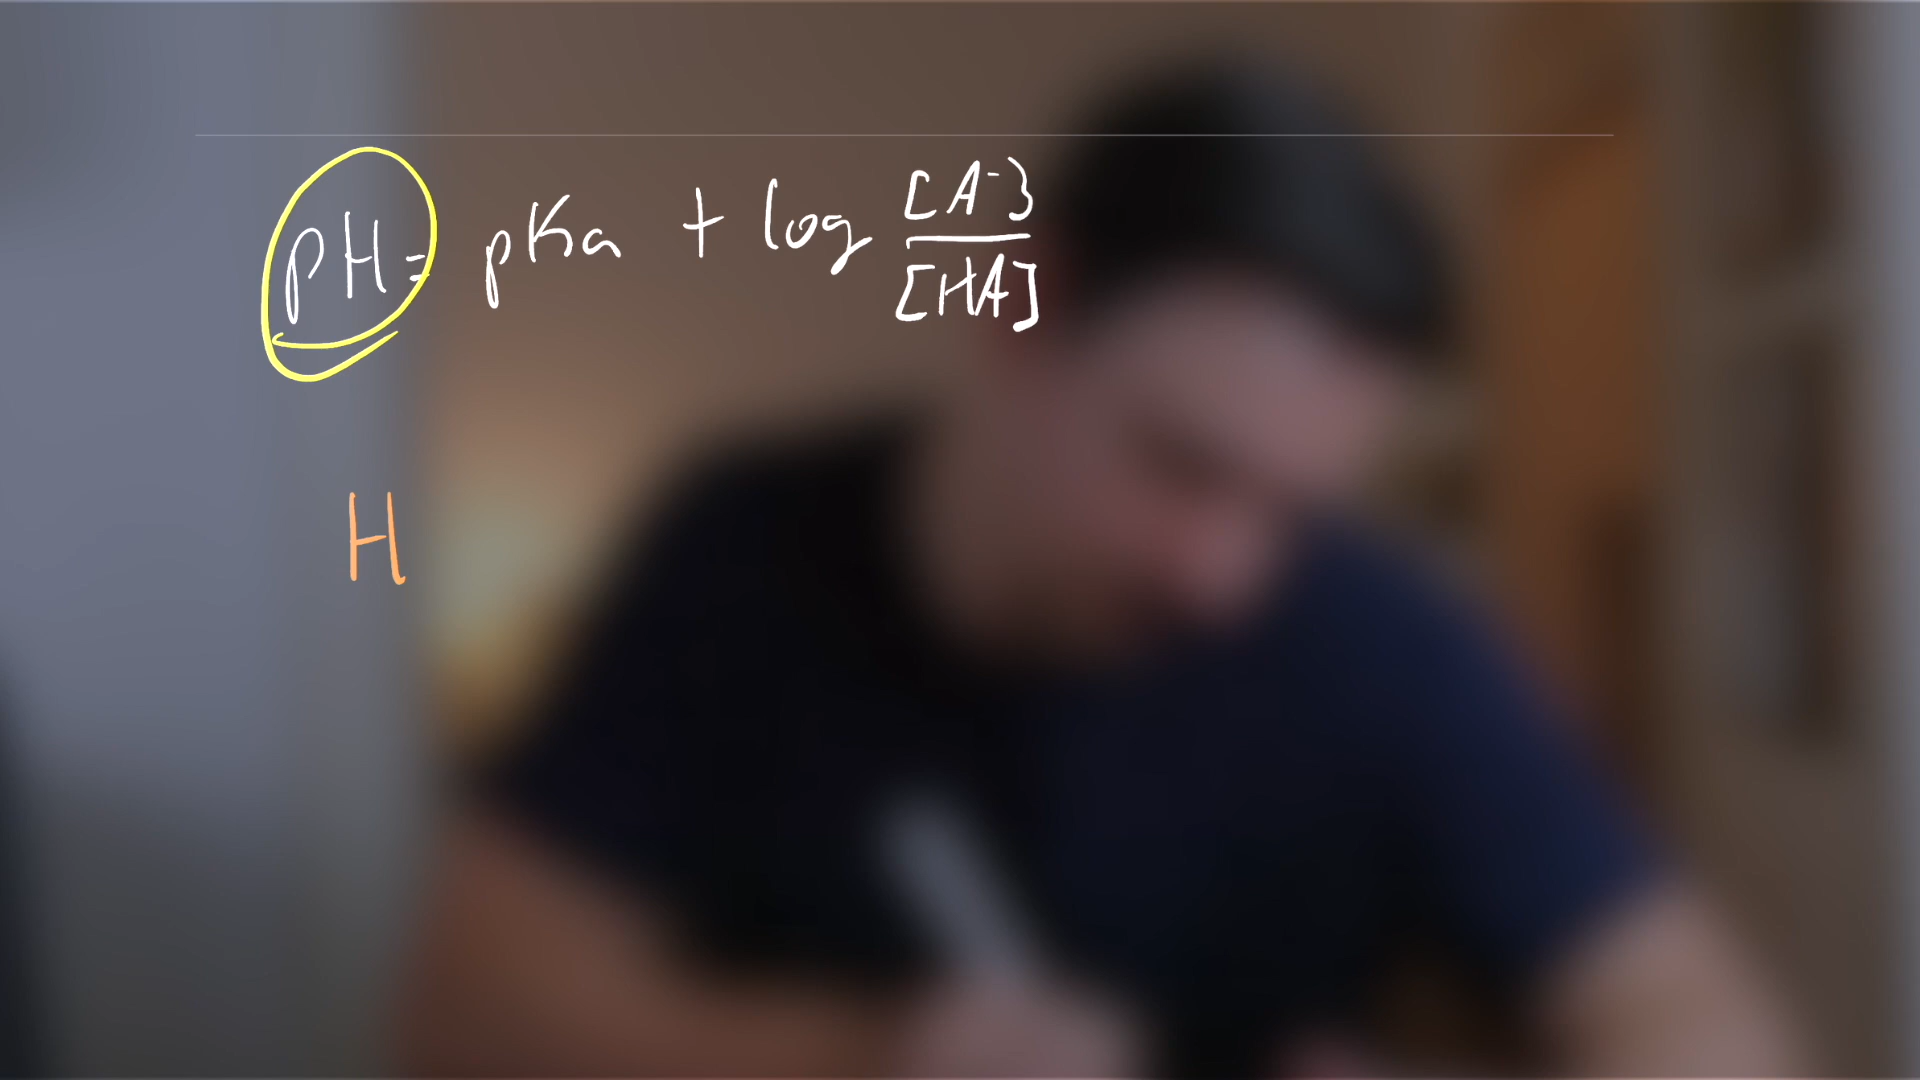 pH = pKa + log [A-] / [HA]
H